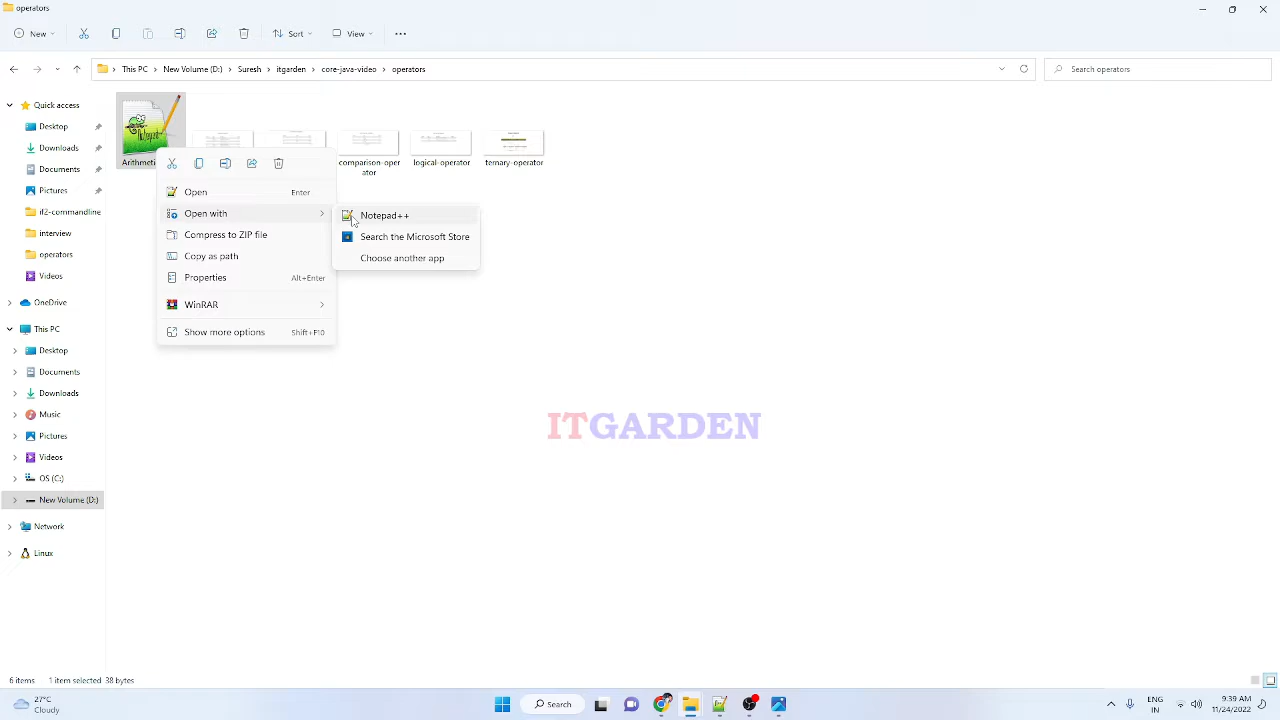 operators
New
Sort
View
This PC > New Volume (D:) > Suresh > itgarden > core-java-video > operators
Search operators
Quick access
Desktop
Downloads
Documents
Pictures
if2-commandline
interview
operators
Videos
OneDrive
This PC
Desktop
Documents
Downloads
Music
Pictures
Videos
OS (C:)
New Volume (D:)
Network
Linux
comparison-oper
ator
logical-operator
ternary-operator
Open Enter
Open with
Compress to ZIP file
Copy as path
Properties Alt+Enter
WinRAR
Show more options Shift+F10
Notepad++
Search the Microsoft Store
Choose another app
ITGARDEN
6 items 1 item selected 38 bytes
Cloudy
Search
ENG
IN
9:39 AM
11/24/2022